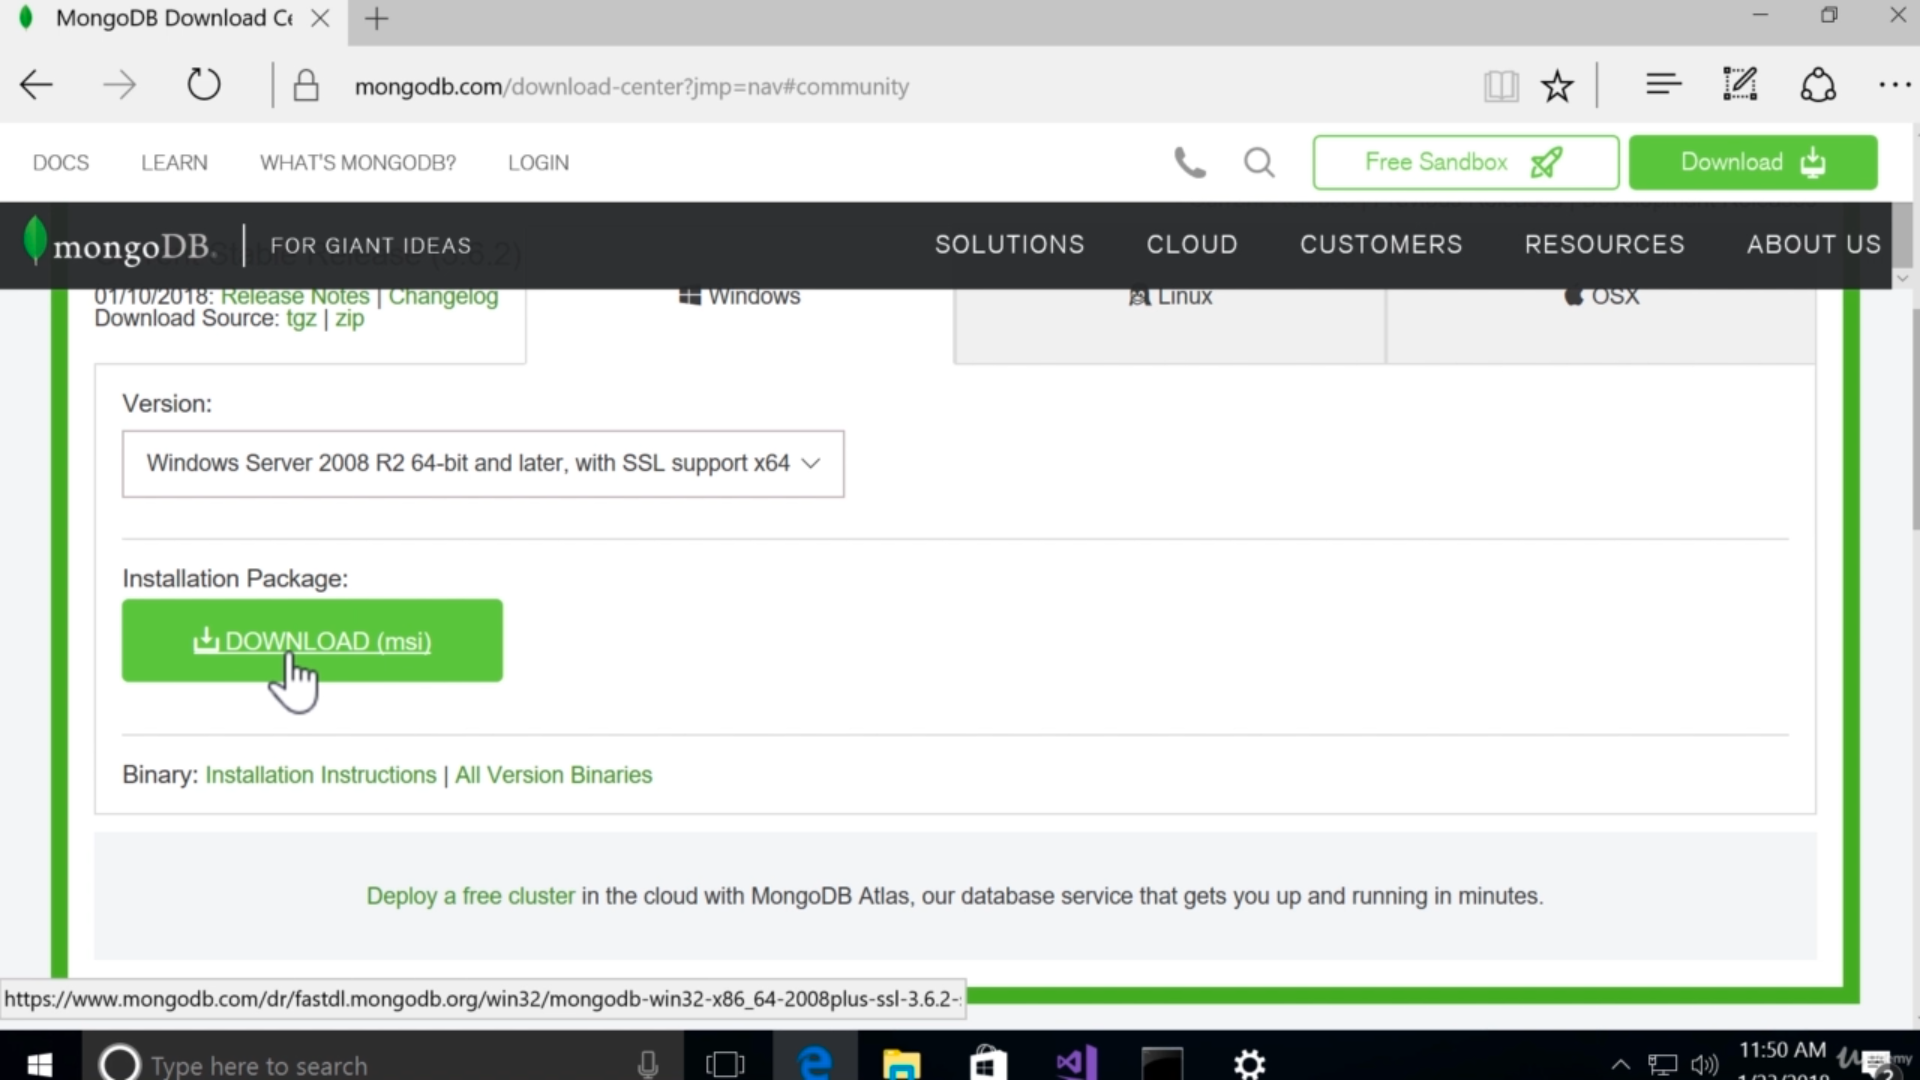 MongoDB Download Ce
mongodb.com/download-center?jmp=nav#community
DOCS LEARN WHAT'S MONGODB? LOGIN Free Sandbox Download
mongoDB. FOR GIANT IDEAS SOLUTIONS CLOUD CUSTOMERS RESOURCES ABOUT US
Stable Release (3.6.2)
01/10/2018: Release Notes | Changelog Windows Linux OSX
Download Source: tgz | zip
Version:
Windows Server 2008 R2 64-bit and later, with SSL support x64
Installation Package:
DOWNLOAD (msi)
Binary: Installation Instructions | All Version Binaries
Deploy a free cluster in the cloud with MongoDB Atlas, our database service that gets you up and running in minutes.
https://www.mongodb.com/dr/fastdl.mongodb.org/win32/mongodb-win32-x86_64-2008plus-ssl-3.6.2-
Type here to search 11:50 AM